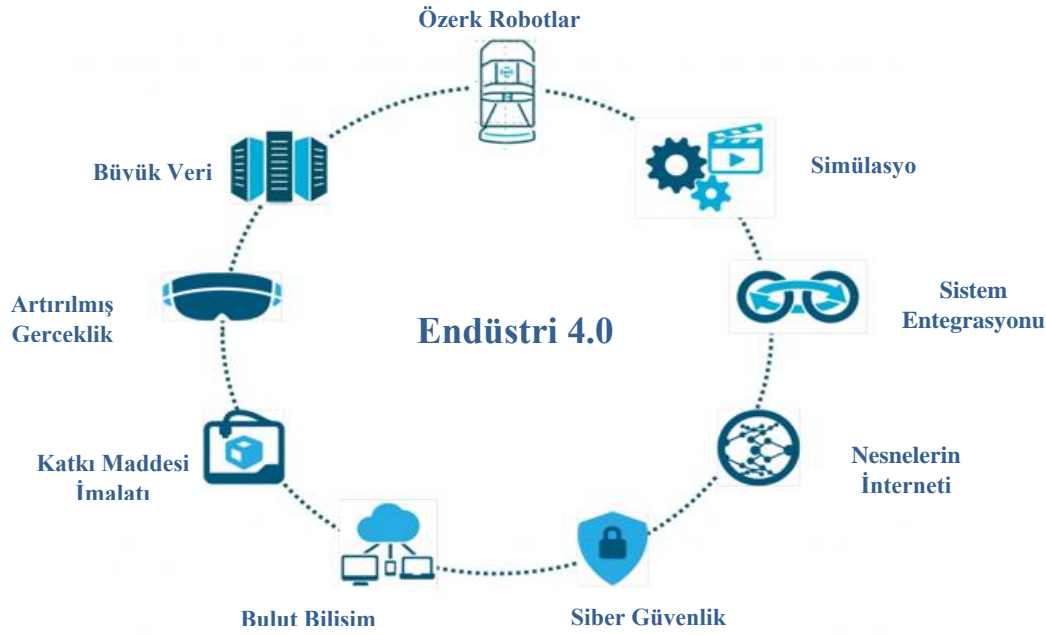 Özerk Robotlar
Büyük Veri
Simülasyo
Artırılmış
Gerceklik
Sistem
Entegrasyonu
Endüstri 4.0
Katkı Maddesi
İmalatı
Nesnelerin
İnterneti
Bulut Bilisim
Siber Güvenlik